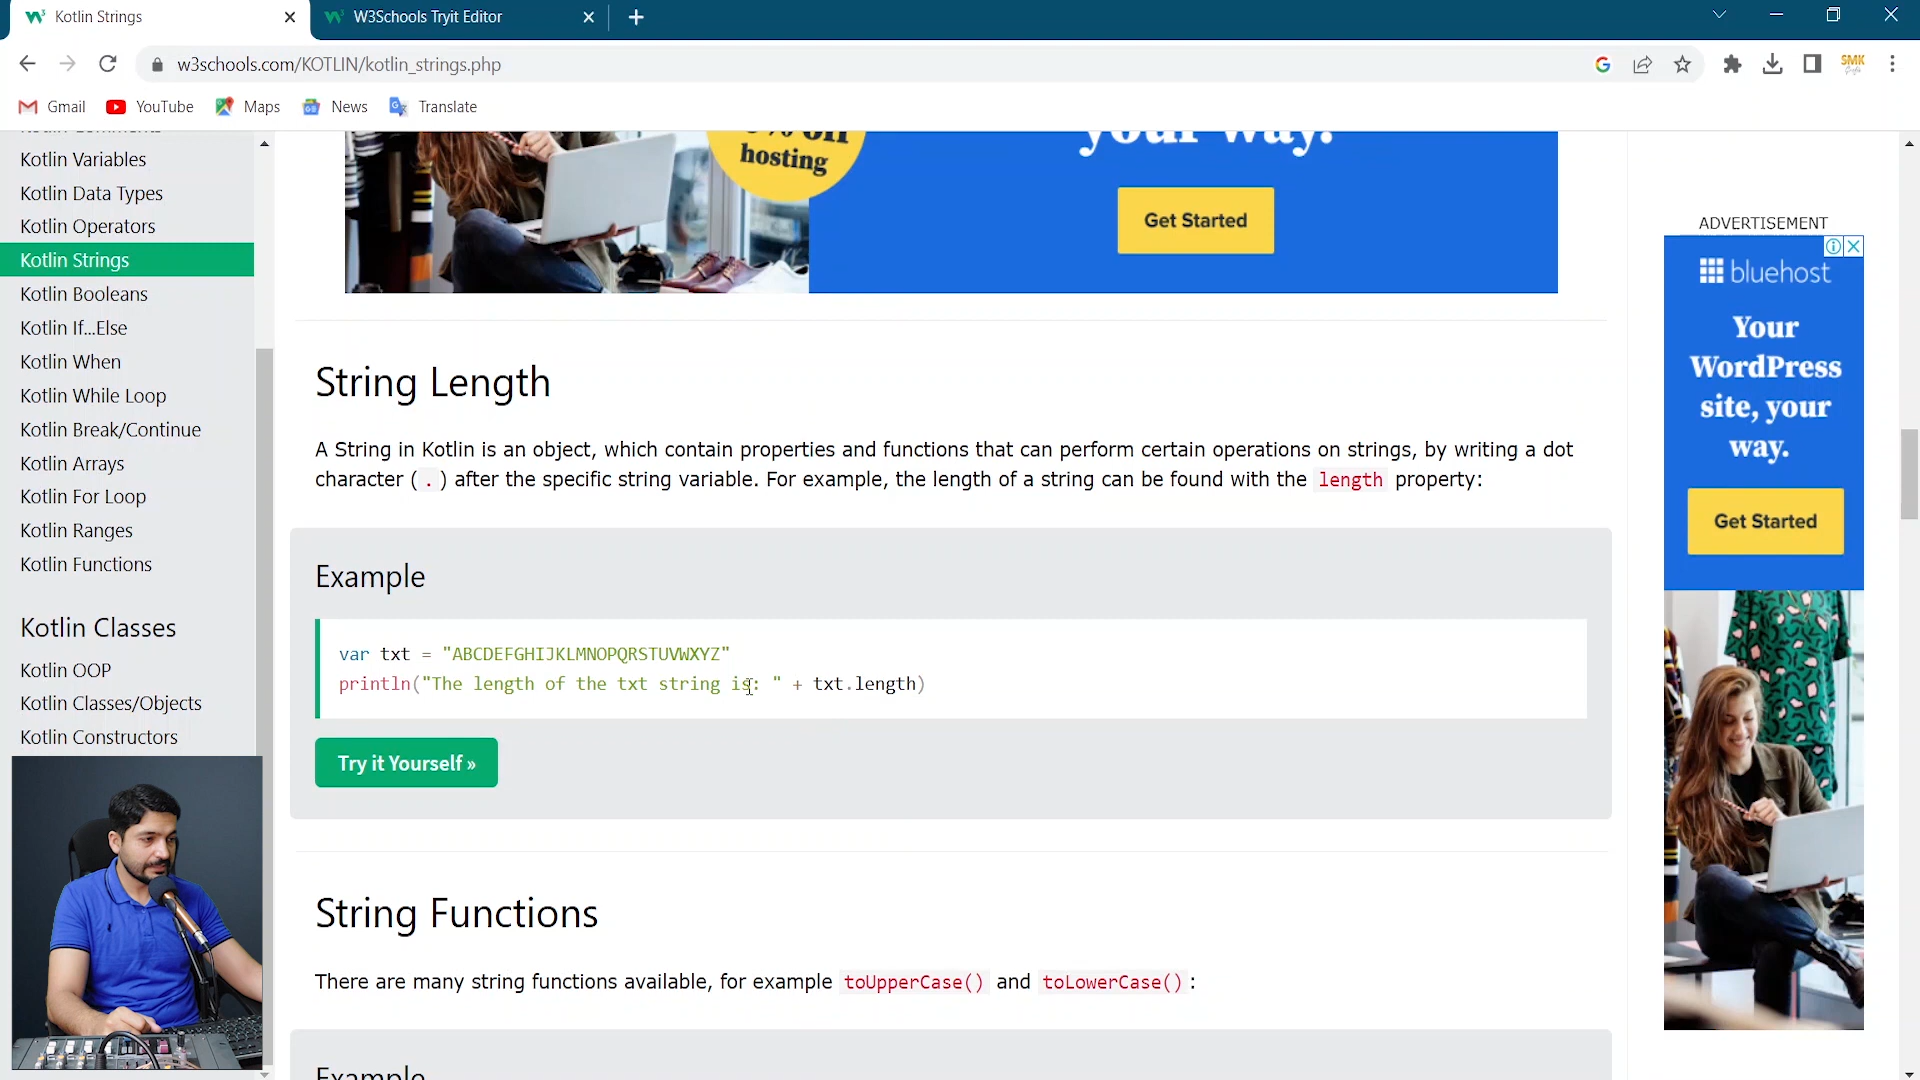 Kotlin Strings
W3Schools Tryit Editor
w3schools.com/KOTLIN/kotlin_strings.php
SMK
Gmail
YouTube
Maps
News
Translate
Kotlin Comments
Kotlin Variables
Kotlin Data Types
Kotlin Operators
Kotlin Strings
Kotlin Booleans
Kotlin If...Else
Kotlin When
Kotlin While Loop
Kotlin Break/Continue
Kotlin Arrays
Kotlin For Loop
Kotlin Ranges
Kotlin Functions
Kotlin Classes
Kotlin OOP
Kotlin Classes/Objects
Kotlin Constructors
% off
hosting
your way.
Get Started
String Length
A String in Kotlin is an object, which contain properties and functions that can perform certain operations on strings, by writing a dot
character ( . ) after the specific string variable. For example, the length of a string can be found with the length property:
Example
var txt = "ABCDEFGHIJKLMNOPQRSTUVWXYZ"
println("The length of the txt string is: " + txt.length)
Try it Yourself »
String Functions
There are many string functions available, for example toUpperCase() and toLowerCase() :
Example
ADVERTISEMENT
bluehost
Your
WordPress
site, your
way.
Get Started